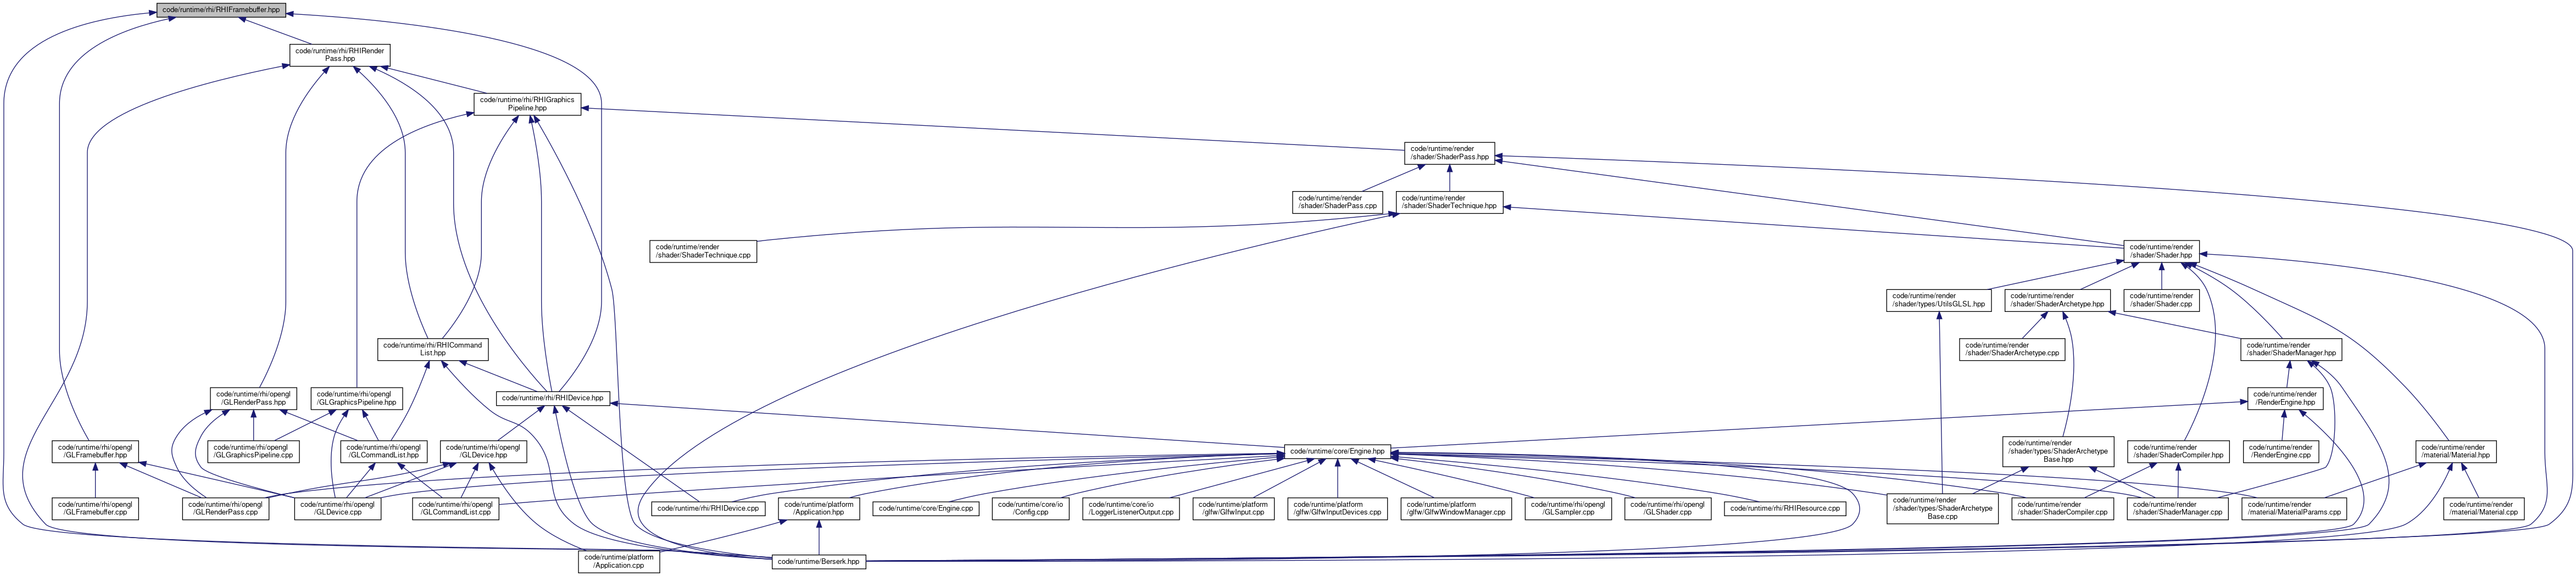 code/runtime/rhi/RHIFramebuffer.hpp
code/runtime/rhi/RHIRender
Pass.hpp
code/runtime/rhi/RHIGraphics
Pipeline.hpp
code/runtime/render
/shader/ShaderPass.hpp
code/runtime/render
/shader/ShaderPass.cpp
code/runtime/render
/shader/ShaderTechnique.hpp
code/runtime/render
/shader/ShaderTechnique.cpp
code/runtime/render
/shader/Shader.hpp
code/runtime/render
/shader/types/UtilsGLSL.hpp
code/runtime/render
/shader/ShaderArchetype.hpp
code/runtime/render
/shader/Shader.cpp
code/runtime/rhi/RHICommand
List.hpp
code/runtime/render
/shader/ShaderArchetype.cpp
code/runtime/render
/shader/ShaderManager.hpp
code/runtime/rhi/opengl
/GLRenderPass.hpp
code/runtime/rhi/opengl
/GLGraphicsPipeline.hpp
code/runtime/rhi/RHIDevice.hpp
code/runtime/render
/RenderEngine.hpp
code/runtime/rhi/opengl
/GLFramebuffer.hpp
code/runtime/rhi/opengl
/GLGraphicsPipeline.cpp
code/runtime/rhi/opengl
/GLCommandList.hpp
code/runtime/rhi/opengl
/GLDevice.hpp
code/runtime/core/Engine.hpp
code/runtime/render
/shader/types/ShaderArchetype
Base.hpp
code/runtime/render
/shader/ShaderCompiler.hpp
code/runtime/render
/RenderEngine.cpp
code/runtime/render
/material/Material.hpp
code/runtime/rhi/opengl
/GLFramebuffer.cpp
code/runtime/rhi/opengl
/GLRenderPass.cpp
code/runtime/rhi/opengl
/GLDevice.cpp
code/runtime/rhi/opengl
/GLCommandList.cpp
code/runtime/rhi/RHIDevice.cpp
code/runtime/platform
/Application.hpp
code/runtime/core/Engine.cpp
code/runtime/core/io
/Config.cpp
code/runtime/core/io
/LoggerListenerOutput.cpp
code/runtime/platform
/glfw/GlfwInput.cpp
code/runtime/platform
/glfw/GlfwInputDevices.cpp
code/runtime/platform
/glfw/GlfwWindowManager.cpp
code/runtime/rhi/opengl
/GLSampler.cpp
code/runtime/rhi/opengl
/GLShader.cpp
code/runtime/rhi/RHIResource.cpp
code/runtime/render
/shader/types/ShaderArchetype
Base.cpp
code/runtime/render
/shader/ShaderCompiler.cpp
code/runtime/render
/shader/ShaderManager.cpp
code/runtime/render
/material/MaterialParams.cpp
code/runtime/render
/material/Material.cpp
code/runtime/platform
/Application.cpp
code/runtime/Berserk.hpp